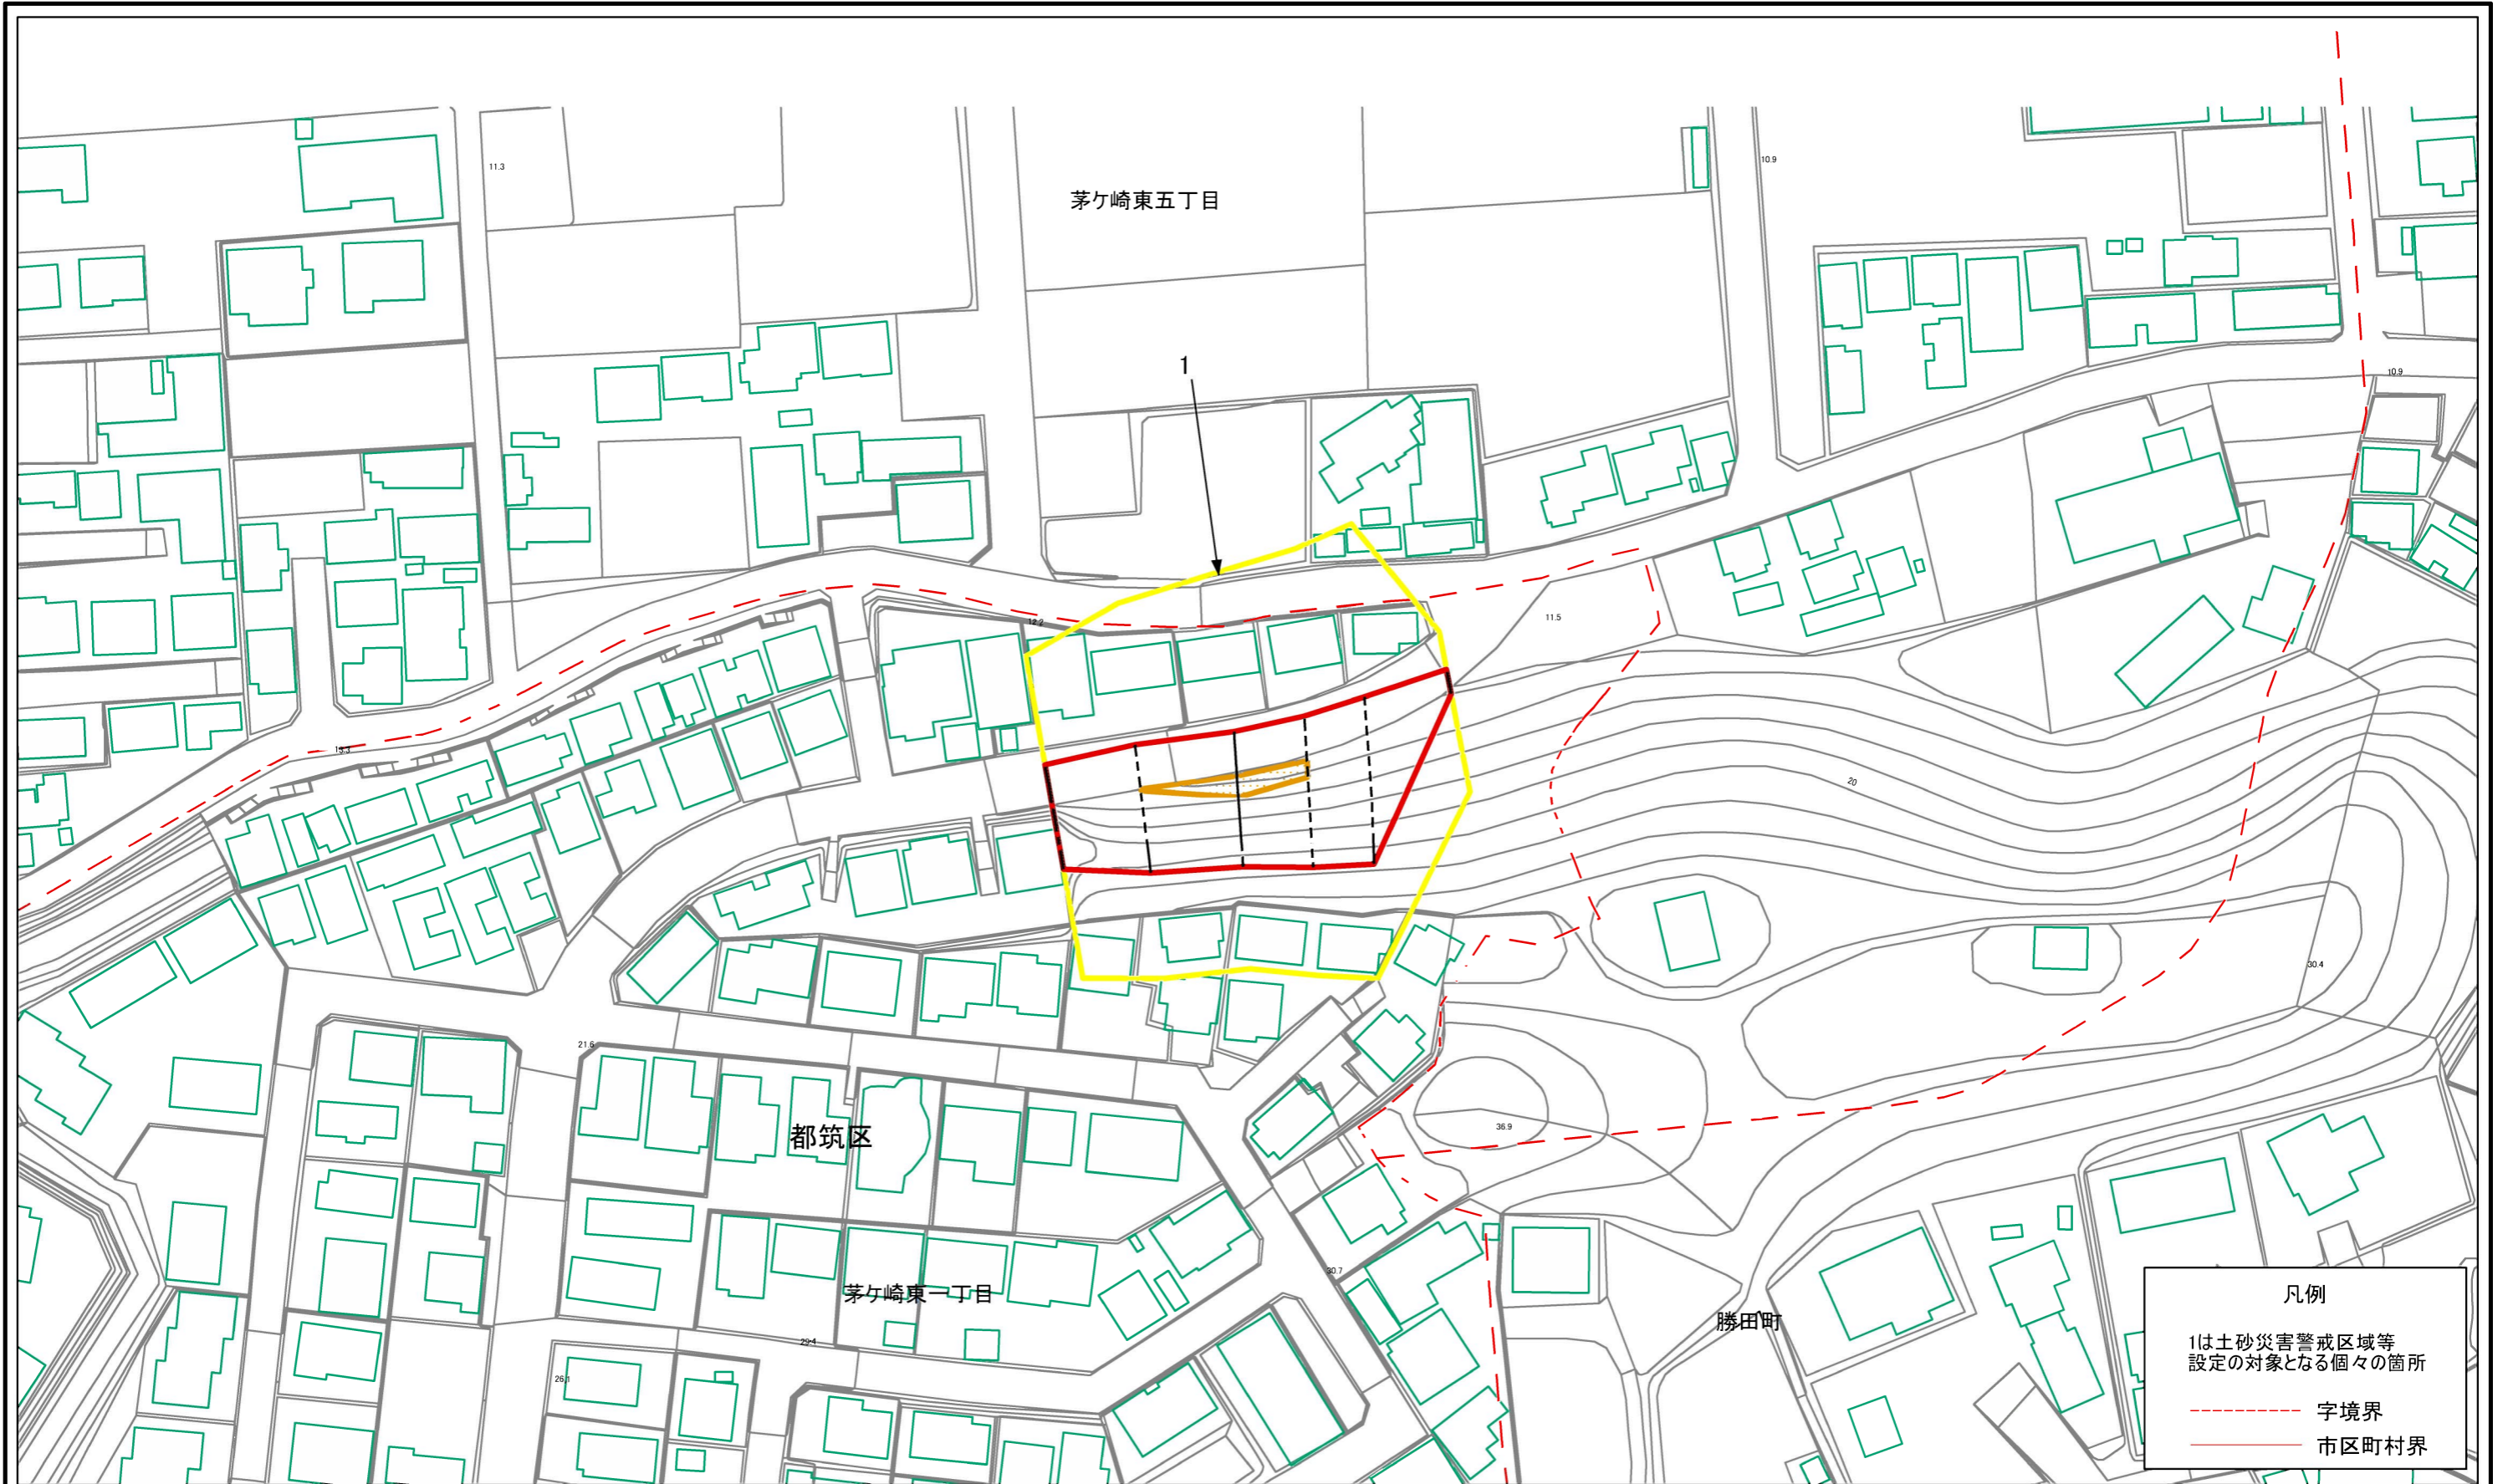 11.3
10.9
茅ケ崎東五丁目
1
10.9
12.2
11.5
13.3
20
30.4
21.6
都筑区
36.9
30.7
茅ケ崎東一丁目
勝田町
29.4
26.1
凡例
1は土砂災害警戒区域等
設定の対象となる個々の箇所
字境界
市区町村界